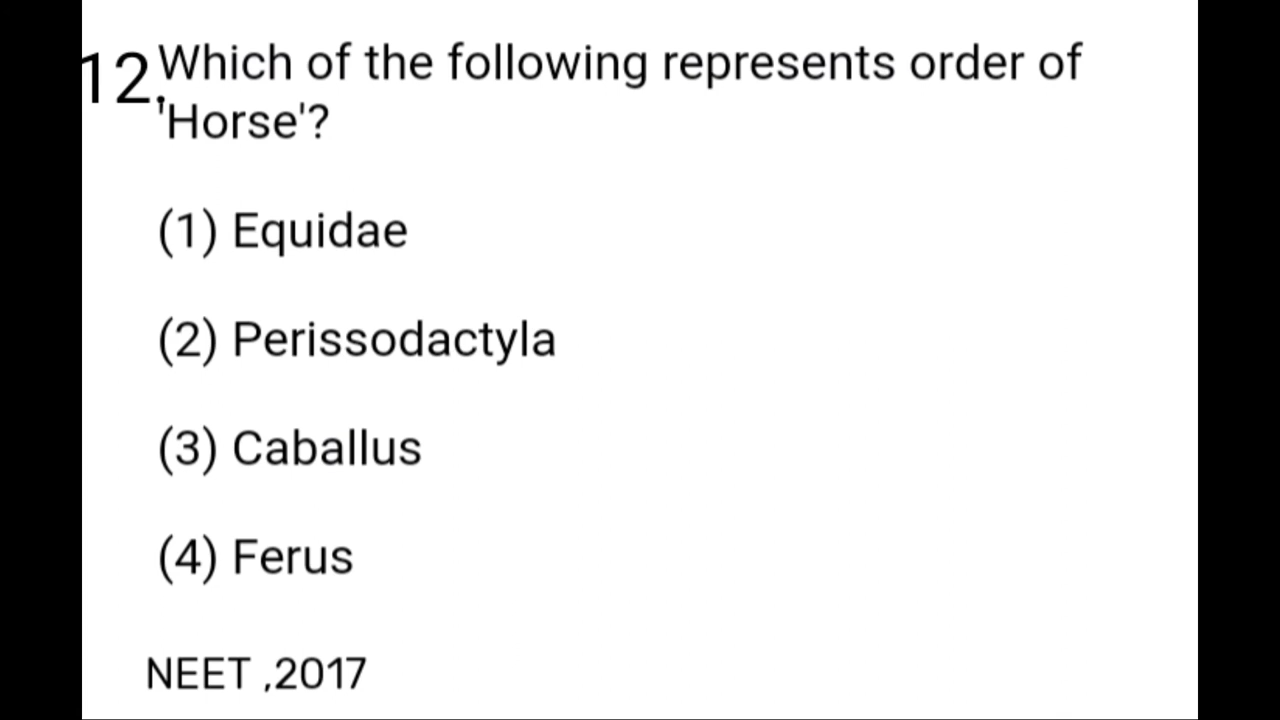 12. Which of the following represents order of
'Horse'?
(1) Equidae
(2) Perissodactyla
(3) Caballus
(4) Ferus
NEET ,2017